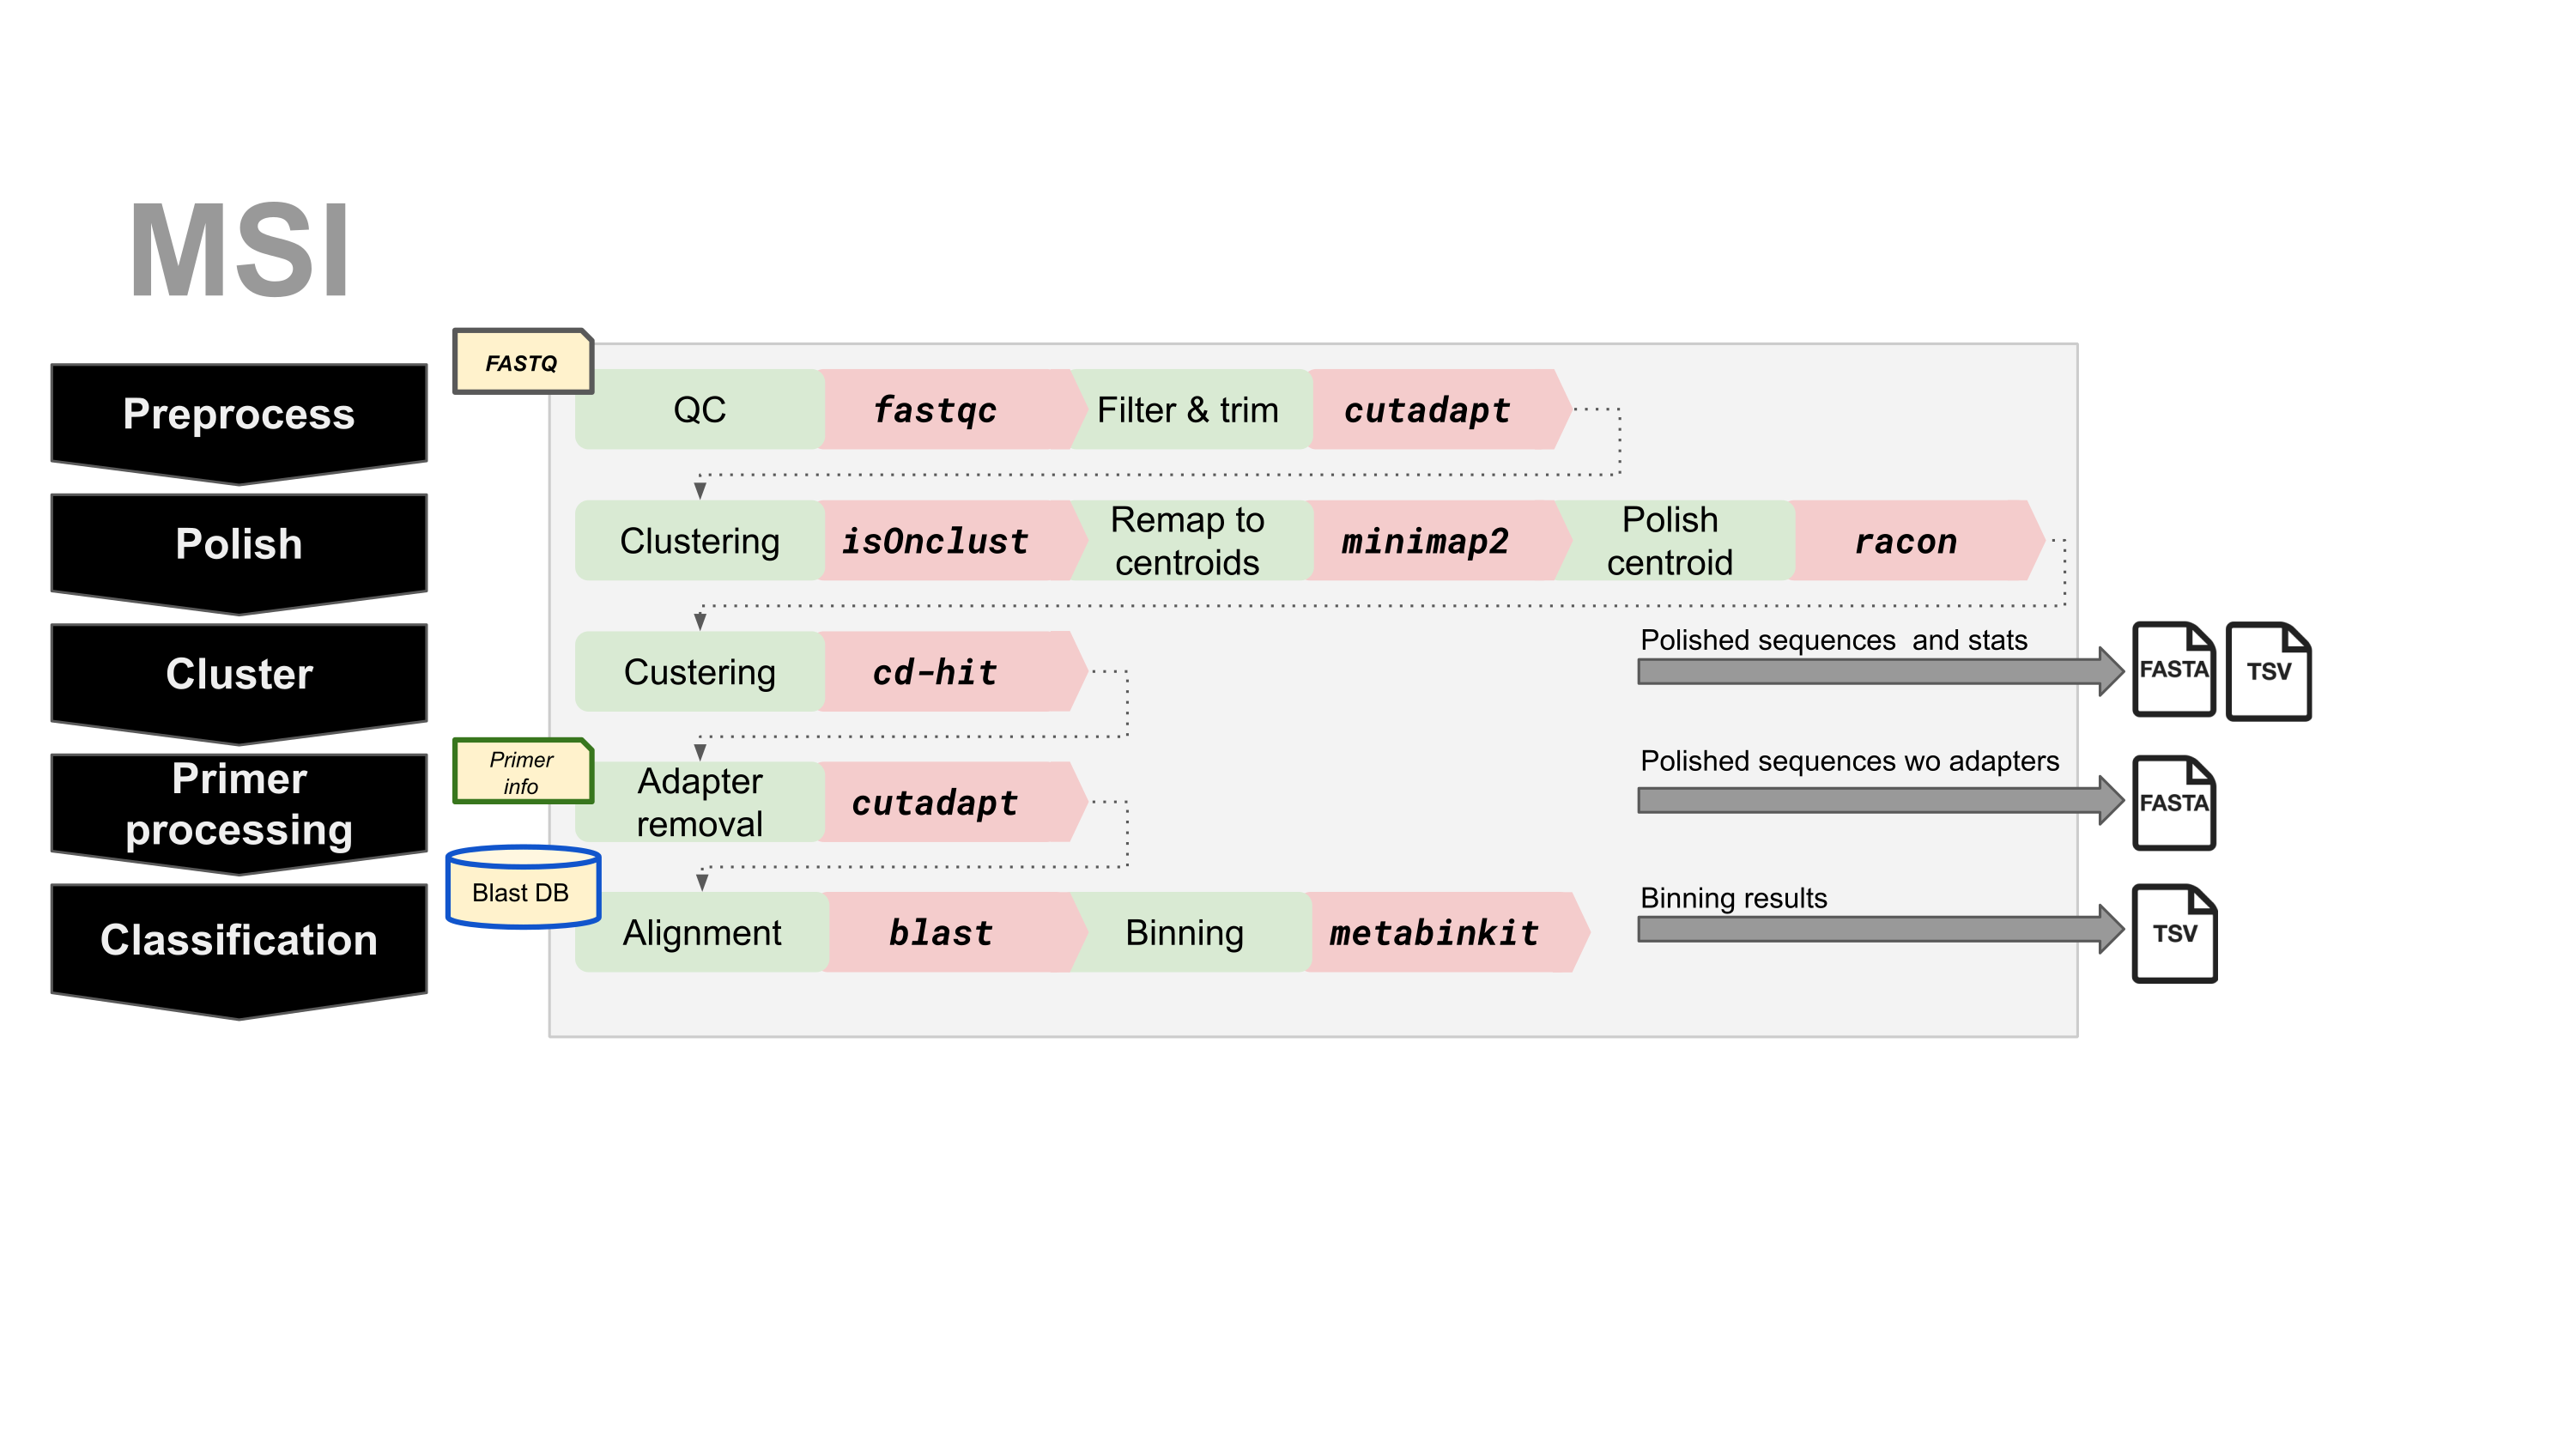 MSI
FASTQ
Preprocess
QC
fastqc
Filter & trim
cutadapt
Polish
Clustering
isOnclust
Remap to
centroids
minimap2
Polish
centroid
racon
Cluster
Custering
cd-hit
Polished sequences  and stats
FASTA
TSV
Primer
processing
Primer
info
Adapter
removal
cutadapt
Polished sequences wo adapters
FASTA
Classification
Blast DB
Alignment
blast
Binning
metabinkit
Binning results
TSV